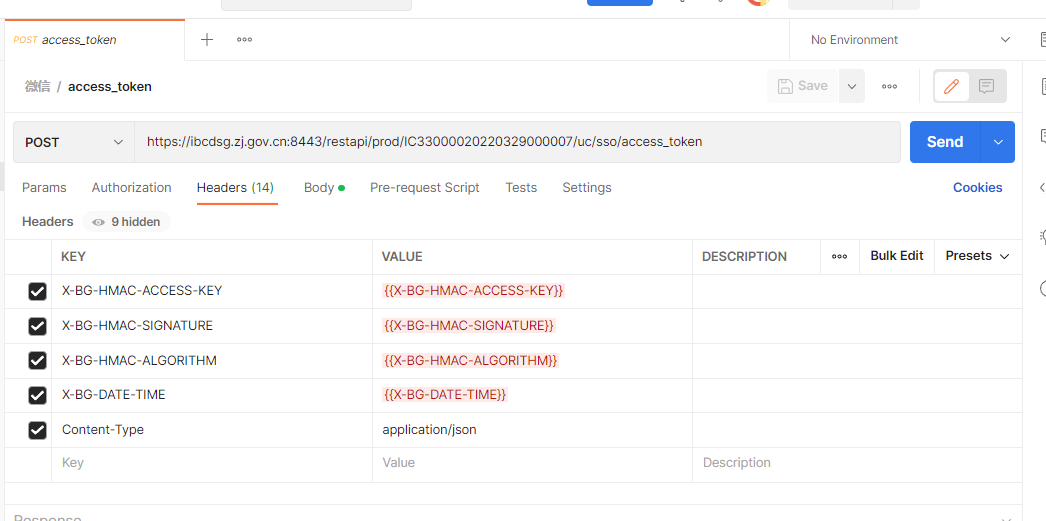 POST access_token
No Environment
微信 / access_token
Save
POST
https://ibcdsg.zj.gov.cn:8443/restapi/prod/IC33000020220329000007/uc/sso/access_token
Send
Params Authorization Headers (14) Body Pre-request Script Tests Settings Cookies
Headers 9 hidden
KEY VALUE DESCRIPTION Bulk Edit Presets
X-BG-HMAC-ACCESS-KEY {{X-BG-HMAC-ACCESS-KEY}}
X-BG-HMAC-SIGNATURE {{X-BG-HMAC-SIGNATURE}}
X-BG-HMAC-ALGORITHM {{X-BG-HMAC-ALGORITHM}}
X-BG-DATE-TIME {{X-BG-DATE-TIME}}
Content-Type application/json
Key Value Description
Response